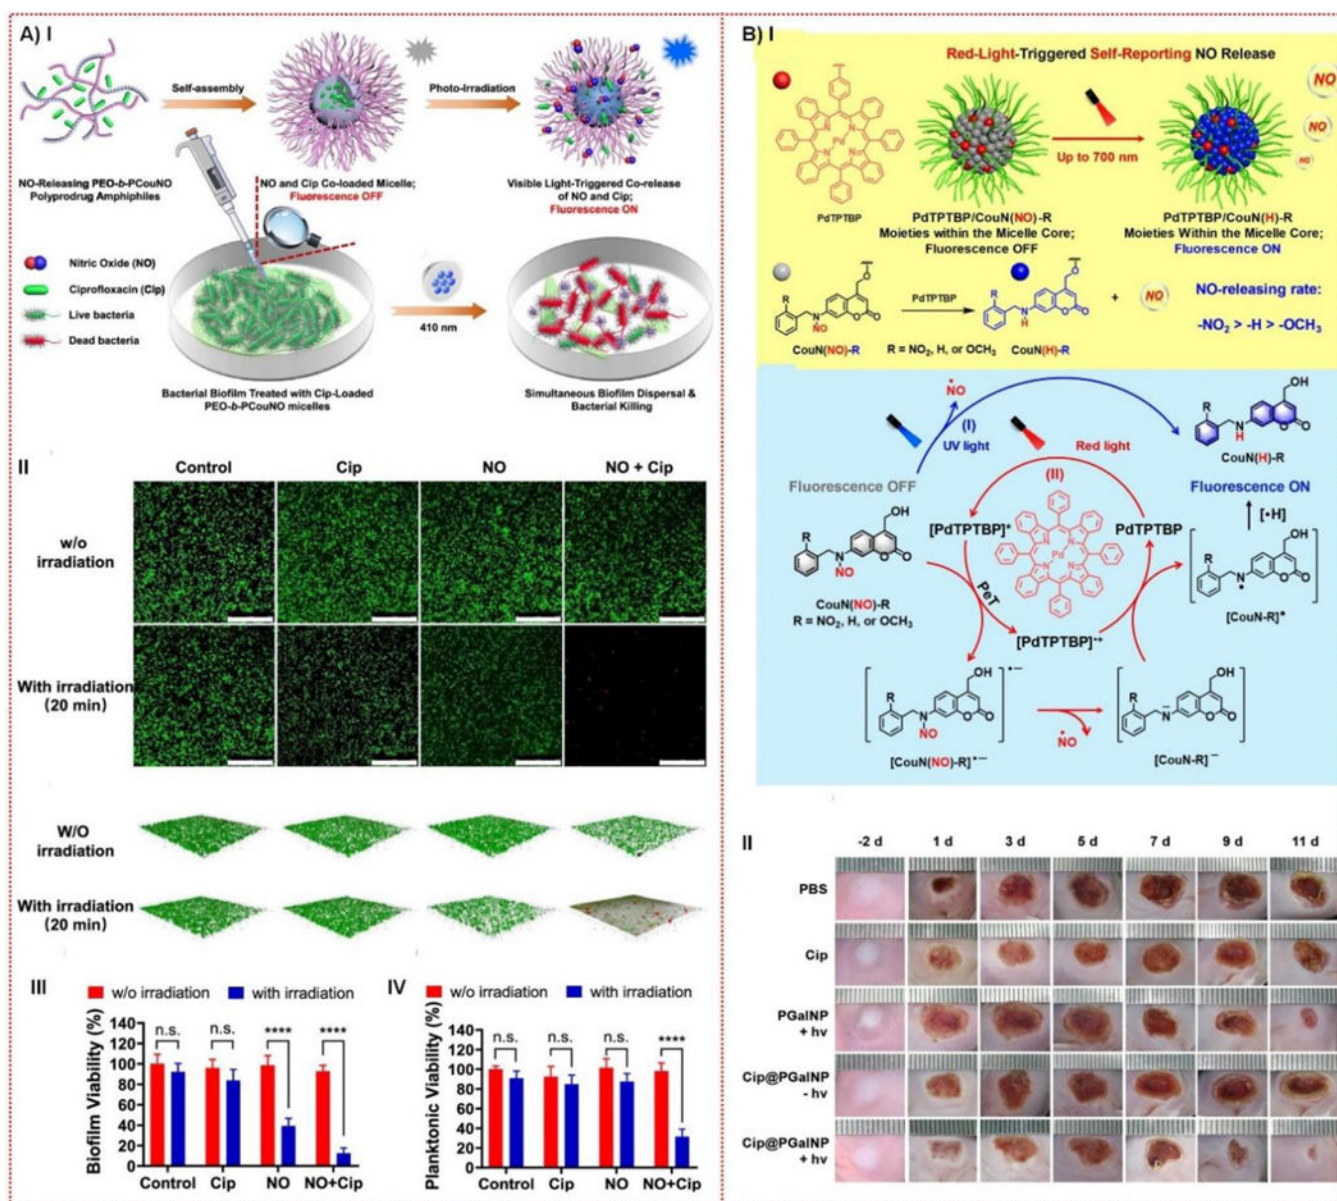 A) I
Self-assembly
Photo-Irradiation
NO-Releasing PEO-b-PCouNO
Polyprodrug Amphiphiles
NO and Cip Co-loaded Micelle;
Fluorescence OFF
Visible Light-Triggered Co-release
of NO and Cip;
Fluorescence ON
Nitric Oxide (NO)
Ciprofloxacin (Cip)
Live bacteria
Dead bacteria
410 nm
Bacterial Biofilm Treated with Cip-Loaded
PEO-b-PCouNO micelles
Simultaneous Biofilm Dispersal &
Bacterial Killing
II
Control Cip NO NO + Cip
w/o
irradiation
With irradiation
(20 min)
W/O
irradiation
With irradiation
(20 min)
III
w/o irradiation with irradiation
Biofilm Viability (%)
n.s. n.s. **** ****
140
120
100
80
60
40
20
0
Control Cip NO NO+Cip
IV
w/o irradiation with irradiation
Planktonic Viability (%)
n.s. n.s. n.s. ****
140
120
100
80
60
40
20
0
Control Cip NO NO+Cip
B) I
Red-Light-Triggered Self-Reporting NO Release
PdTPTBP
Up to 700 nm
NO
NO
NO
PdTPTBP/CouN(NO)-R
Moieties within the Micelle Core;
Fluorescence OFF
PdTPTBP/CouN(H)-R
Moieties Within the Micelle Core;
Fluorescence ON
PdTPTBP
+
NO
NO-releasing rate:
-NO₂ > -H > -OCH₃
CouN(NO)-R
R = NO₂, H, or OCH₃
CouN(H)-R
NO
(I)
UV light
Red light
(II)
CouN(H)-R
Fluorescence OFF
Fluorescence ON
[•H]
[PdTPTBP]*
PdTPTBP
PeT
CouN(NO)-R
R = NO₂, H, or OCH₃
[PdTPTBP]•+
[CouN-R]•
[CouN(NO)-R]•−
NO
[CouN-R]−
II
-2 d 1 d 3 d 5 d 7 d 9 d 11 d
PBS
Cip
PGalNP
+ hv
Cip@PGalNP
- hv
Cip@PGalNP
+ hv